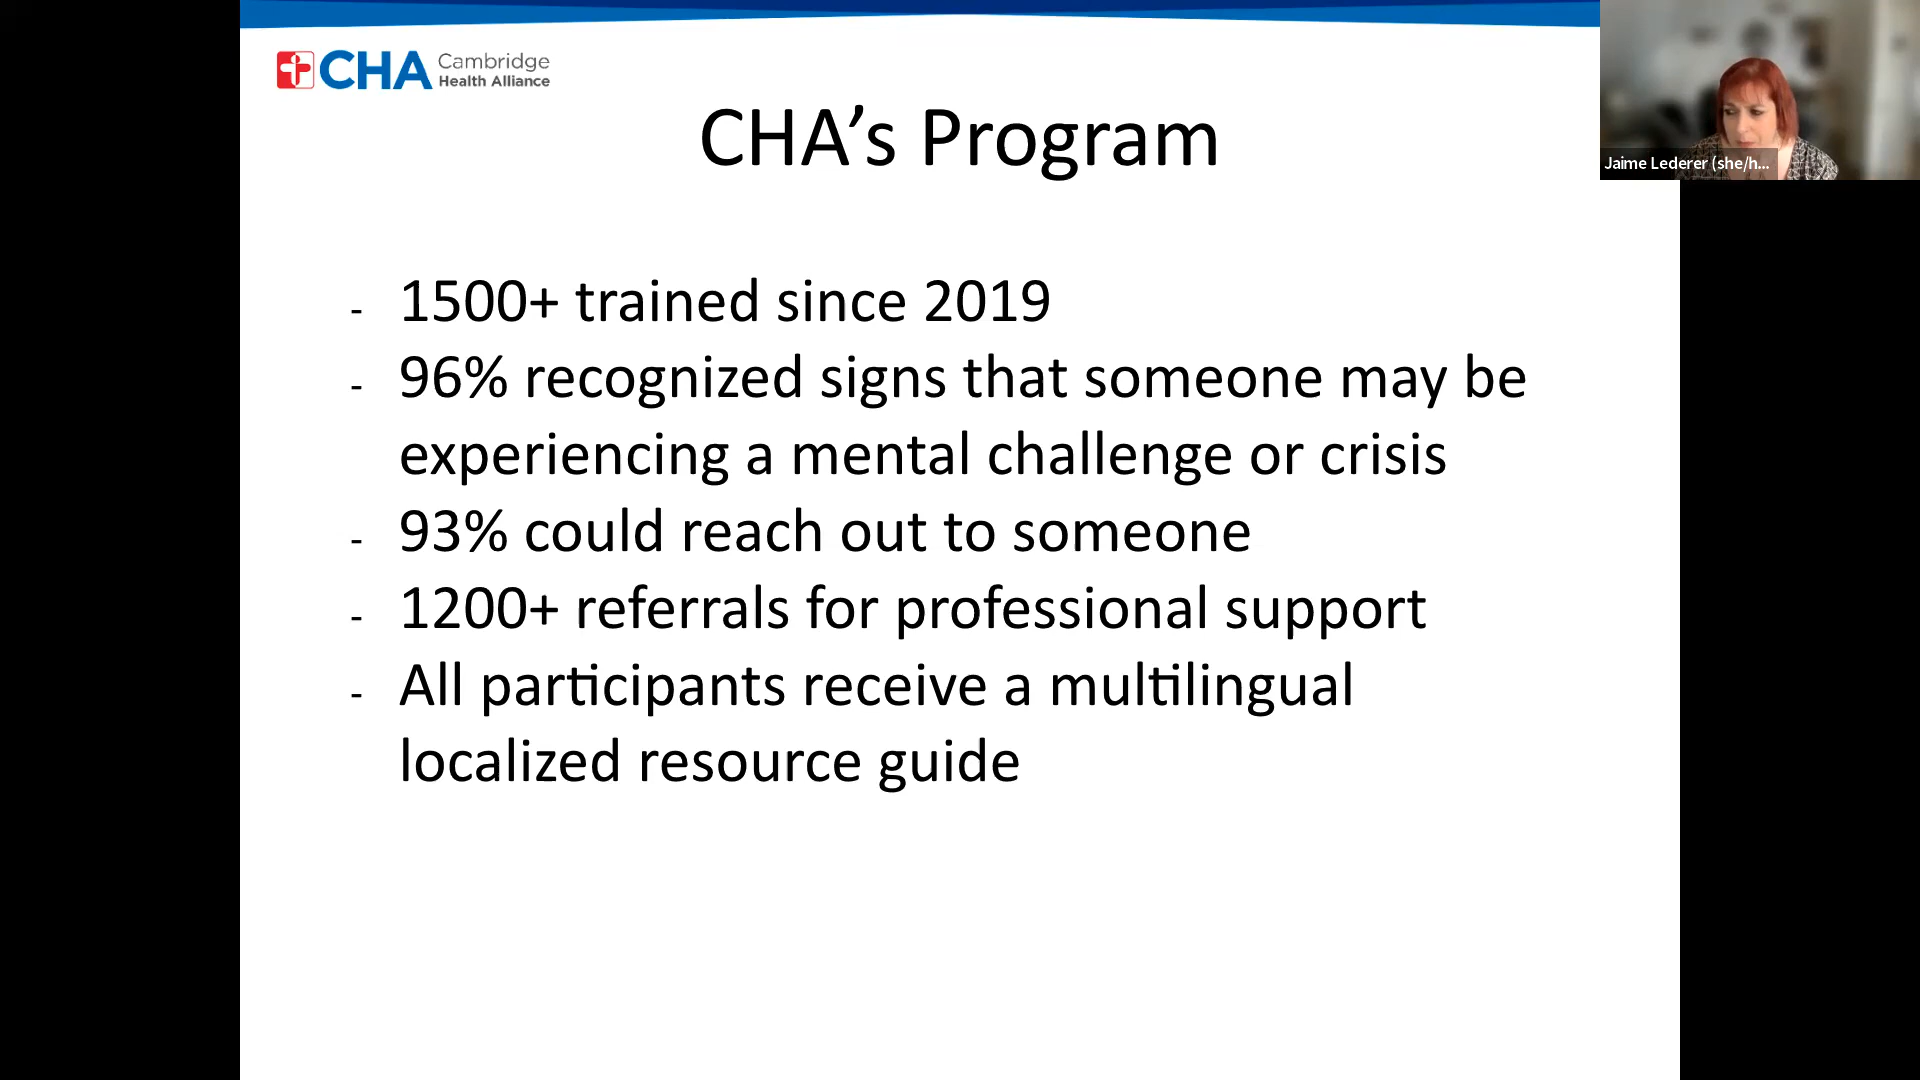 CHA Cambridge
Health Alliance
CHA’s Program
Jaime Lederer (she/h...
- 1500+ trained since 2019
- 96% recognized signs that someone may be
experiencing a mental challenge or crisis
- 93% could reach out to someone
- 1200+ referrals for professional support
- All participants receive a multilingual
localized resource guide